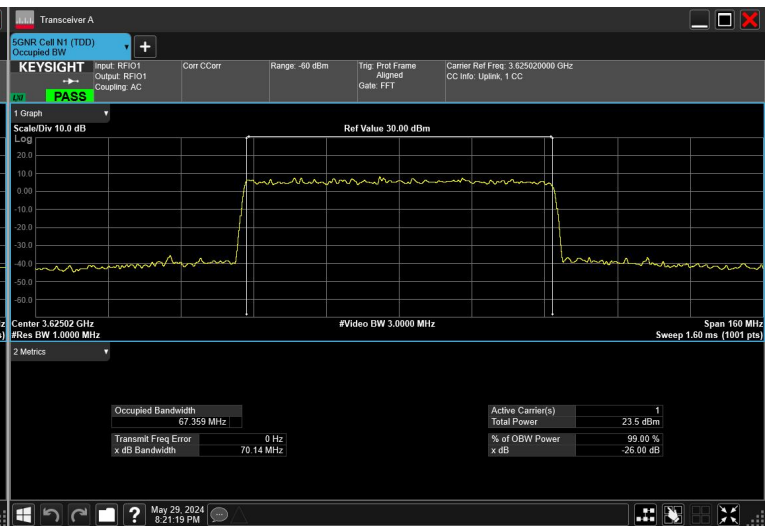 Transceiver A
5GNR Cell N1 (TDD)
Occupied BW
KEYSIGHT
PASS
Input: RFIO1
Output: RFIO1
Coupling: AC
Corr CCorr
Range: -60 dBm
Trig: Prot Frame
Aligned
Gate: FFT
Carrier Ref Freq: 3.625020000 GHz
CC Info: Uplink, 1 CC
1 Graph
Scale/Div 10.0 dB
Ref Value 30.00 dBm
Log
20.0
10.0
0.00
-10.0
-20.0
-30.0
-40.0
-50.0
-60.0
Center 3.62502 GHz
#Video BW 3.0000 MHz
Span 160 MHz
#Res BW 1.0000 MHz
Sweep 1.60 ms (1001 pts)
2 Metrics
Occupied Bandwidth
67.359 MHz
Transmit Freq Error 0 Hz
x dB Bandwidth 70.14 MHz
Active Carrier(s) 1
Total Power 23.5 dBm
% of OBW Power 99.00 %
x dB -26.00 dB
May 29, 2024
8:21:19 PM